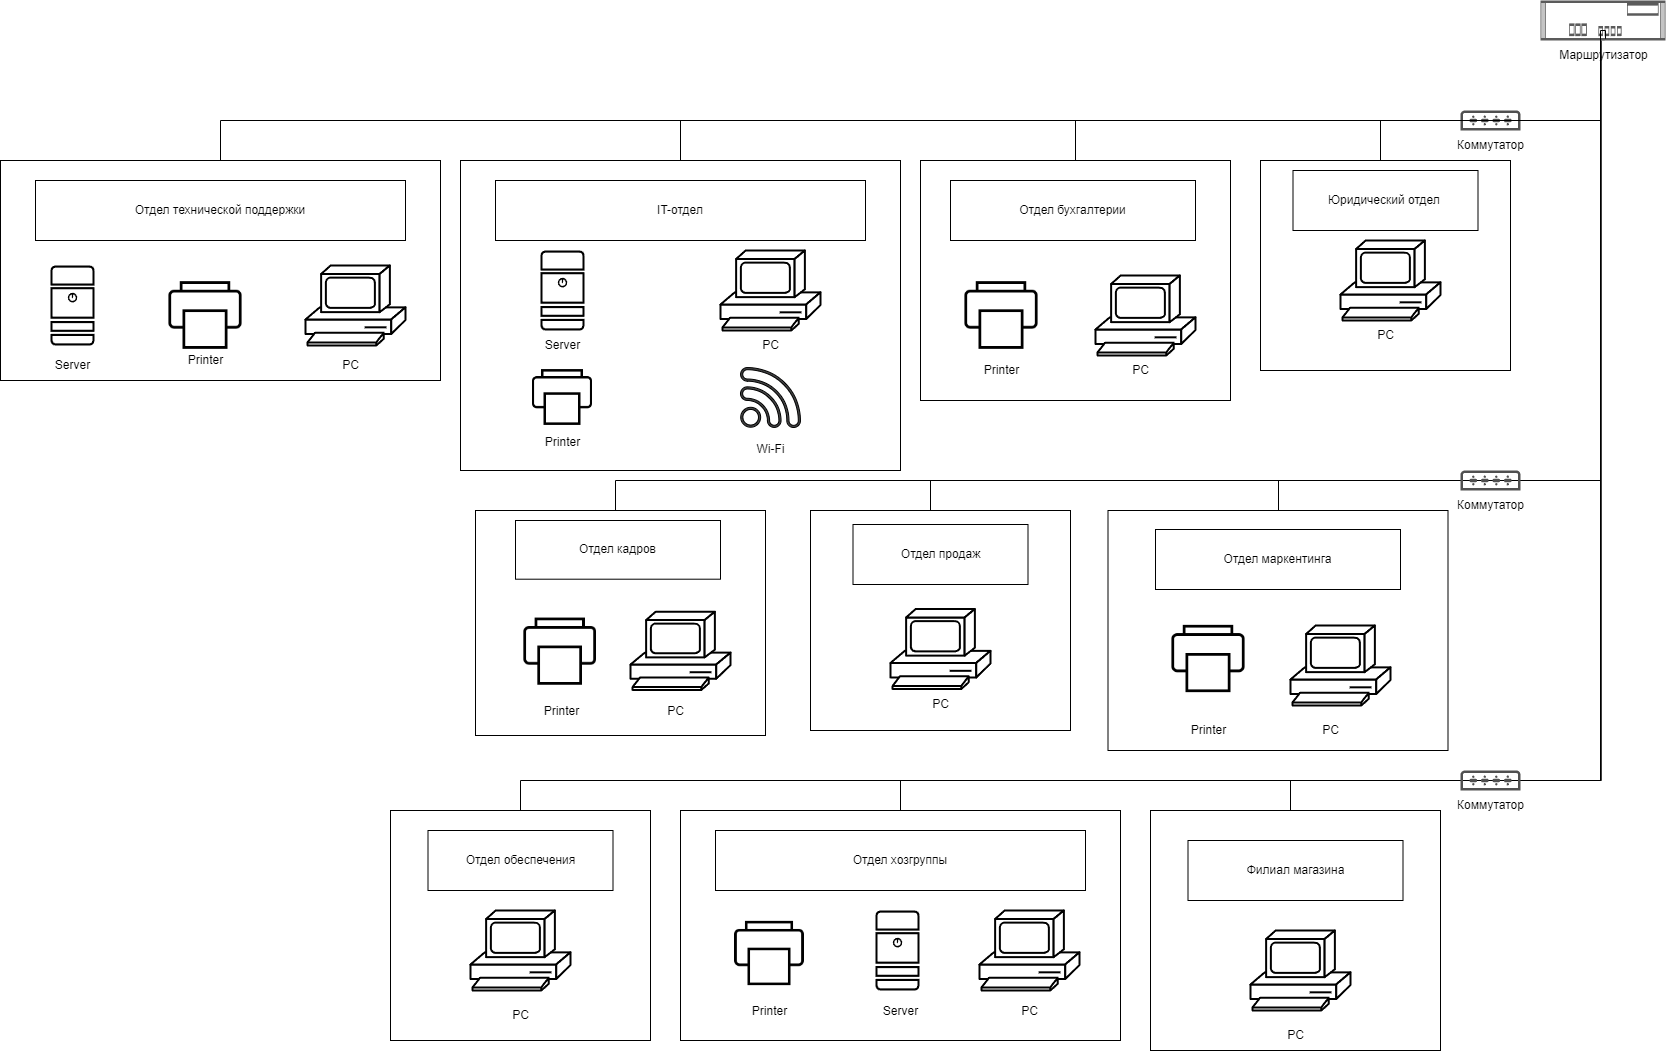 Маршрутизатор
Коммутатор
Отдел технической поддержки
IT-отдел
Отдел бухгалтерии
Юридический отдел
Server
Printer
PC
Server
PC
Printer
Wi-Fi
Printer
PC
PC
Коммутатор
Отдел кадров
Отдел продаж
Отдел маркентинга
Printer
PC
PC
Printer
PC
Коммутатор
Отдел обеспечения
Отдел хозгруппы
Филиал магазина
PC
Printer
Server
PC
PC